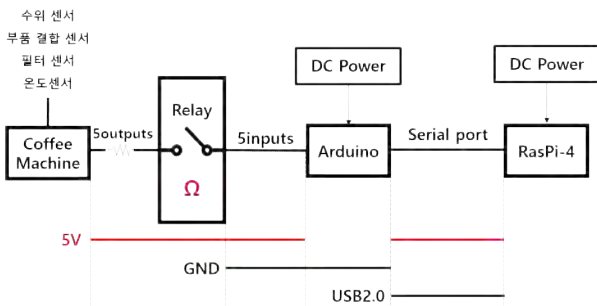 수위 센서
부품 결합 센서
필터 센서
온도센서
DC Power
DC Power
Relay
5outputs
5inputs
Serial port
Coffee
Machine
Arduino
RasPi-4
Ω
5V
GND
USB2.0